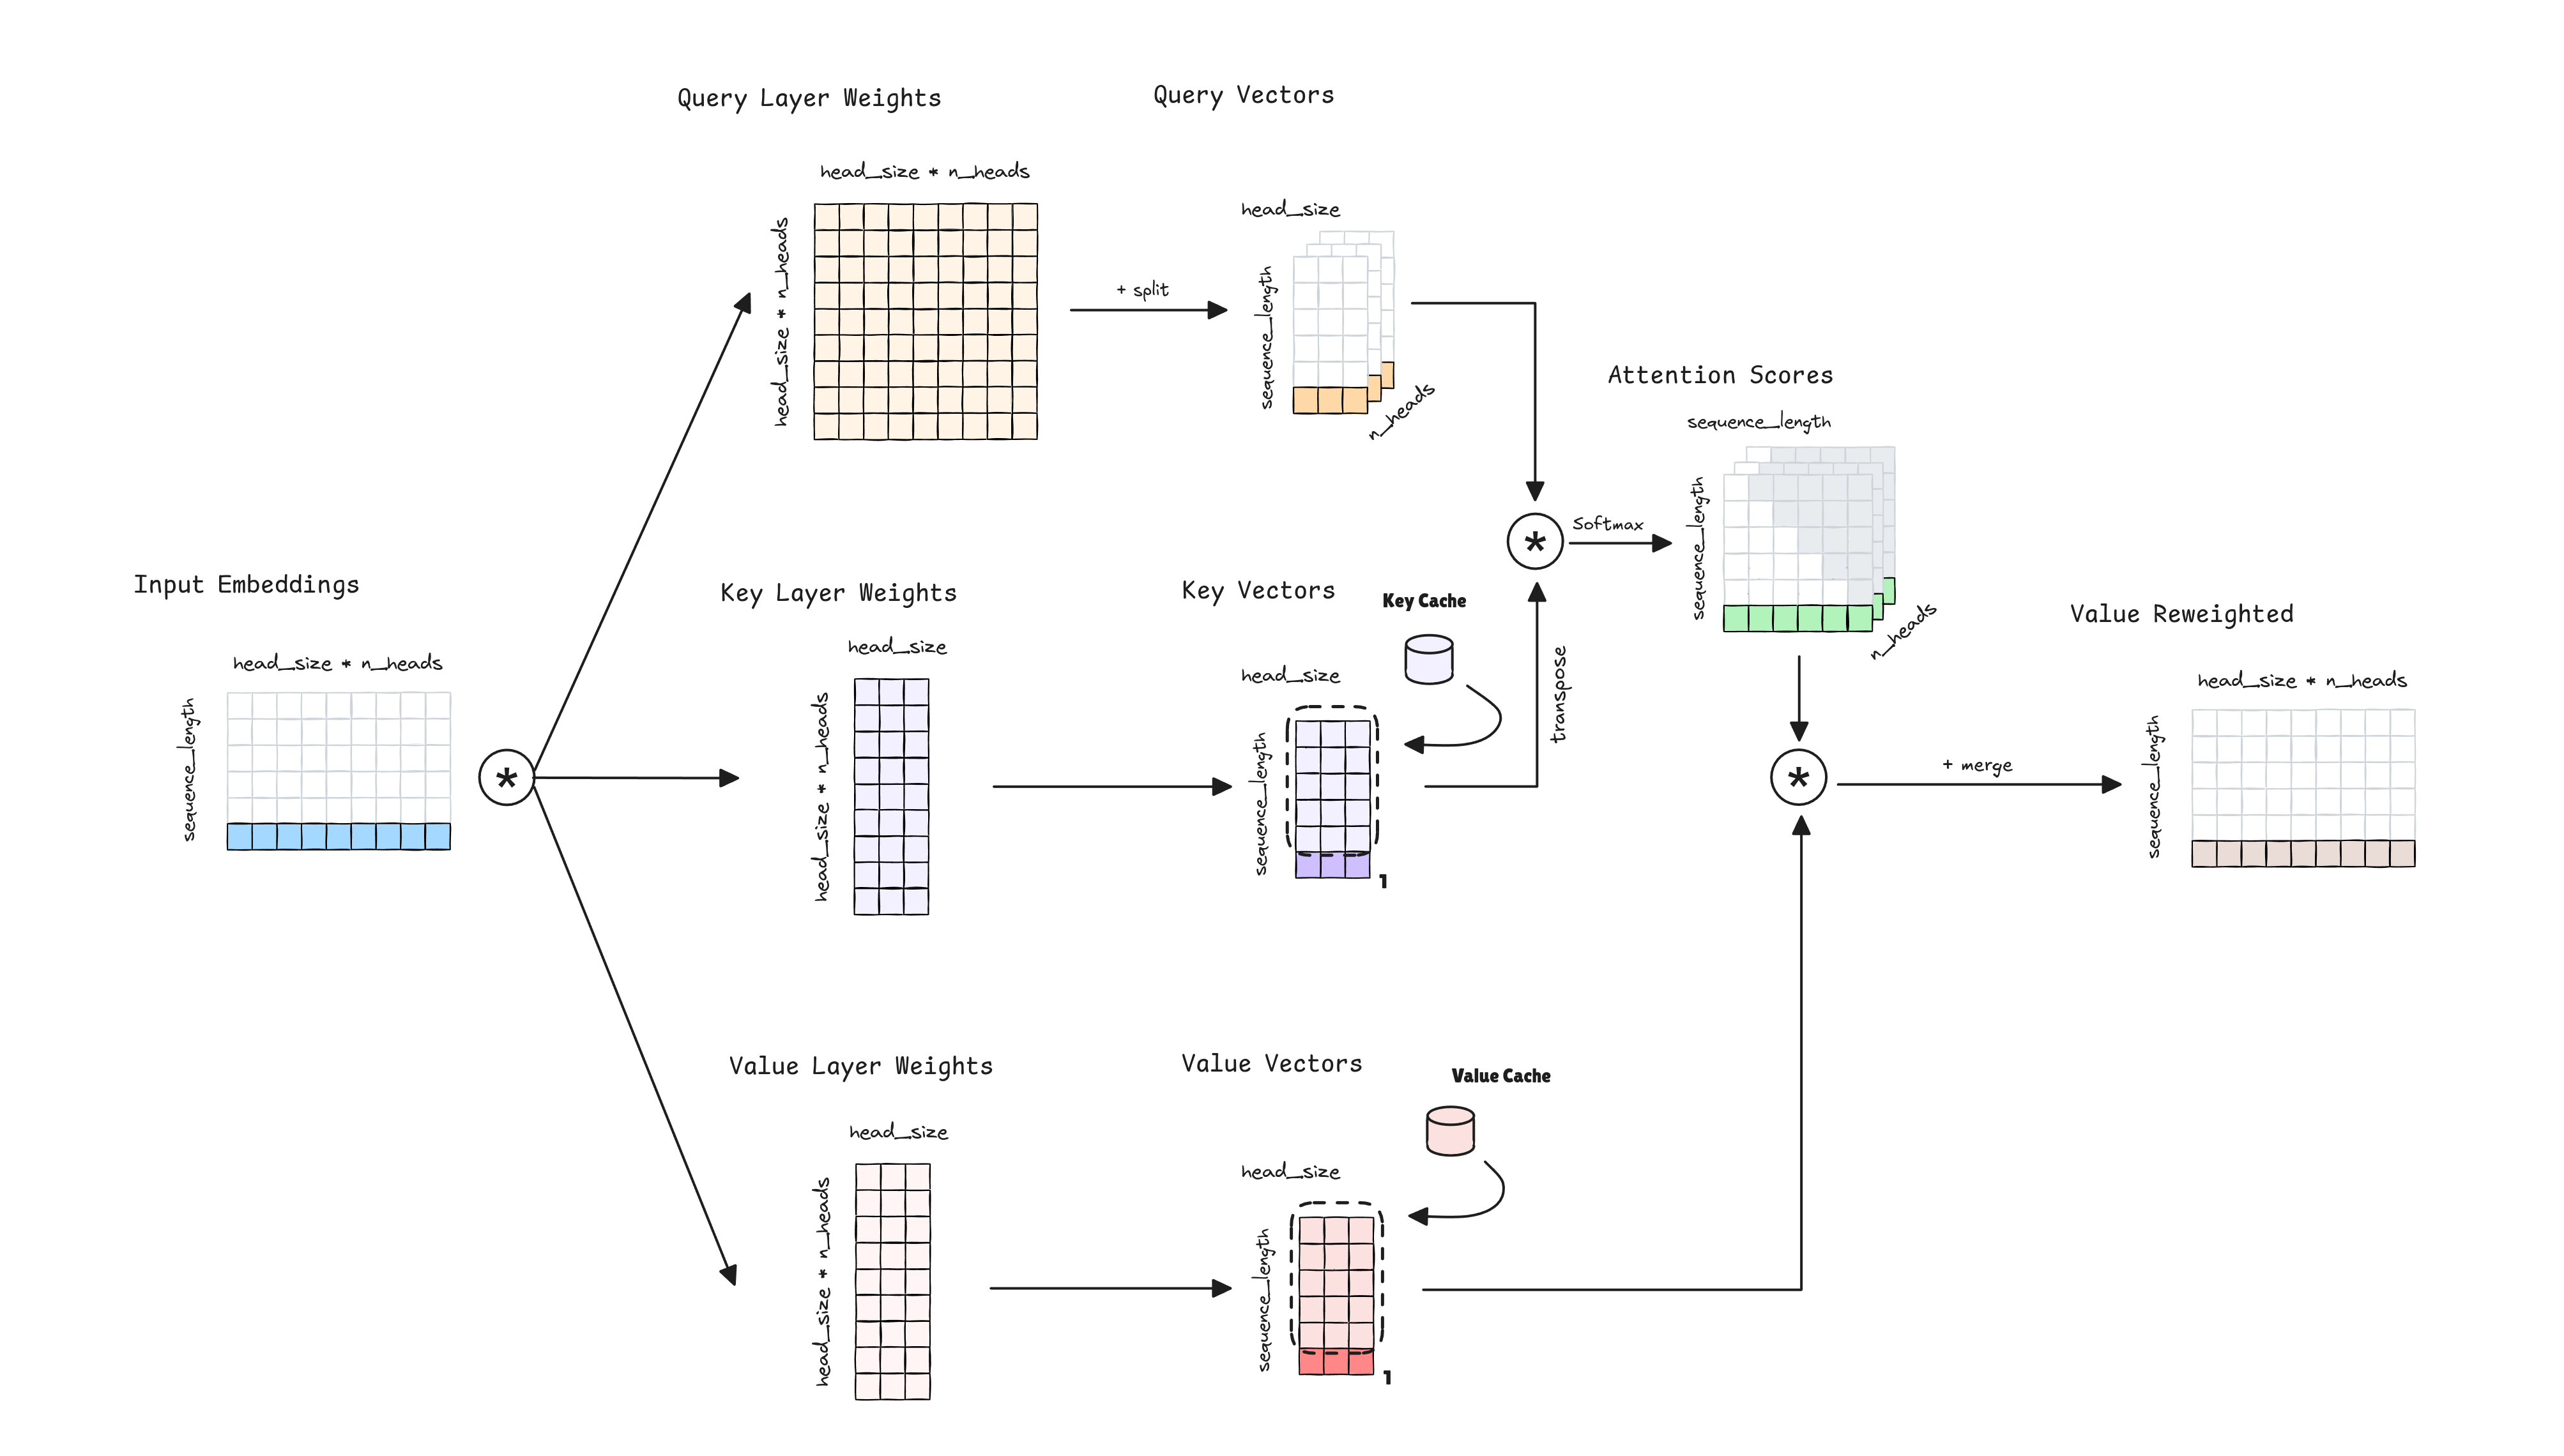 Query Layer Weights
Query Vectors
head_size * n_heads
head_size * n_heads
+ split
head_size
sequence_length
n_heads
Attention Scores
sequence_length
sequence_length
n_heads
Softmax
*
Input Embeddings
head_size * n_heads
sequence_length
*
Key Layer Weights
head_size
head_size * n_heads
Key Vectors
Key Cache
head_size
sequence_length
1
transpose
*
+ merge
Value Reweighted
head_size * n_heads
sequence_length
Value Layer Weights
head_size
head_size * n_heads
Value Vectors
Value Cache
head_size
sequence_length
1